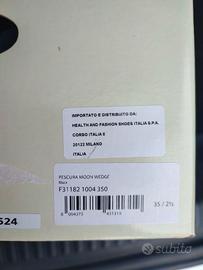 IMPORTATO E DISTRIBUITO DA:
HEALTH AND FASHION SHOES ITALIA S.P.A.
CORSO ITALIA 6
20122 MILANO
ITALIA
PESCURA MOON WEDGE
Black
F31182 1004 350
35 / 2½
524
subito